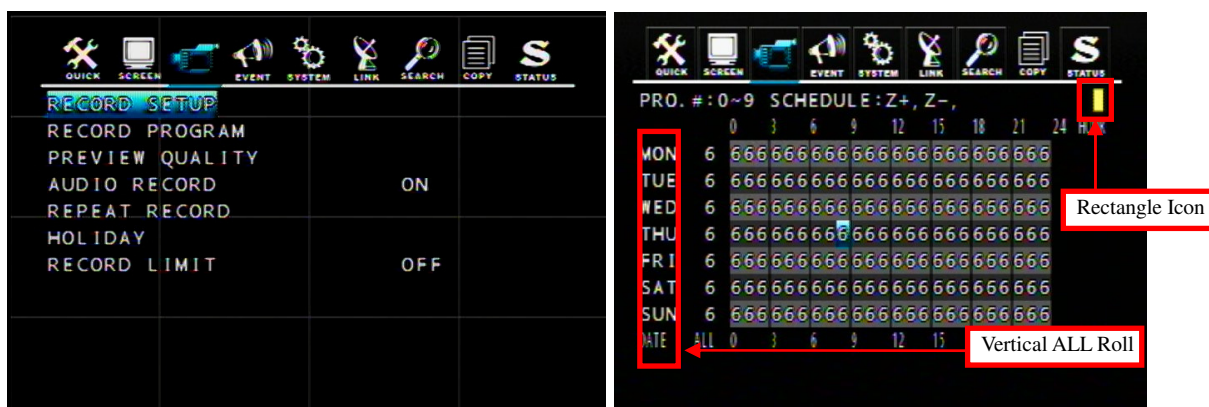 QUICK SCREEN EVENT SYSTEM LINK SEARCH COPY STATUS
RECORD SETUP
RECORD PROGRAM
PREVIEW QUALITY
AUDIO RECORD ON
REPEAT RECORD
HOLIDAY
RECORD LIMIT OFF
QUICK SCREEN EVENT SYSTEM LINK SEARCH COPY STATUS
PRO. #:0~9 SCHEDULE:Z+, Z-,
0 3 6 9 12 15 18 21 24 HOUR
MON 6 666666666666666666666666
TUE 6 666666666666666666666666
WED 6 666666666666666666666666
THU 6 666666666666666666666666
FRI 6 666666666666666666666666
SAT 6 666666666666666666666666
SUN 6 666666666666666666666666
DATE ALL 0 3 6 9 12 15
Rectangle Icon
Vertical ALL Roll